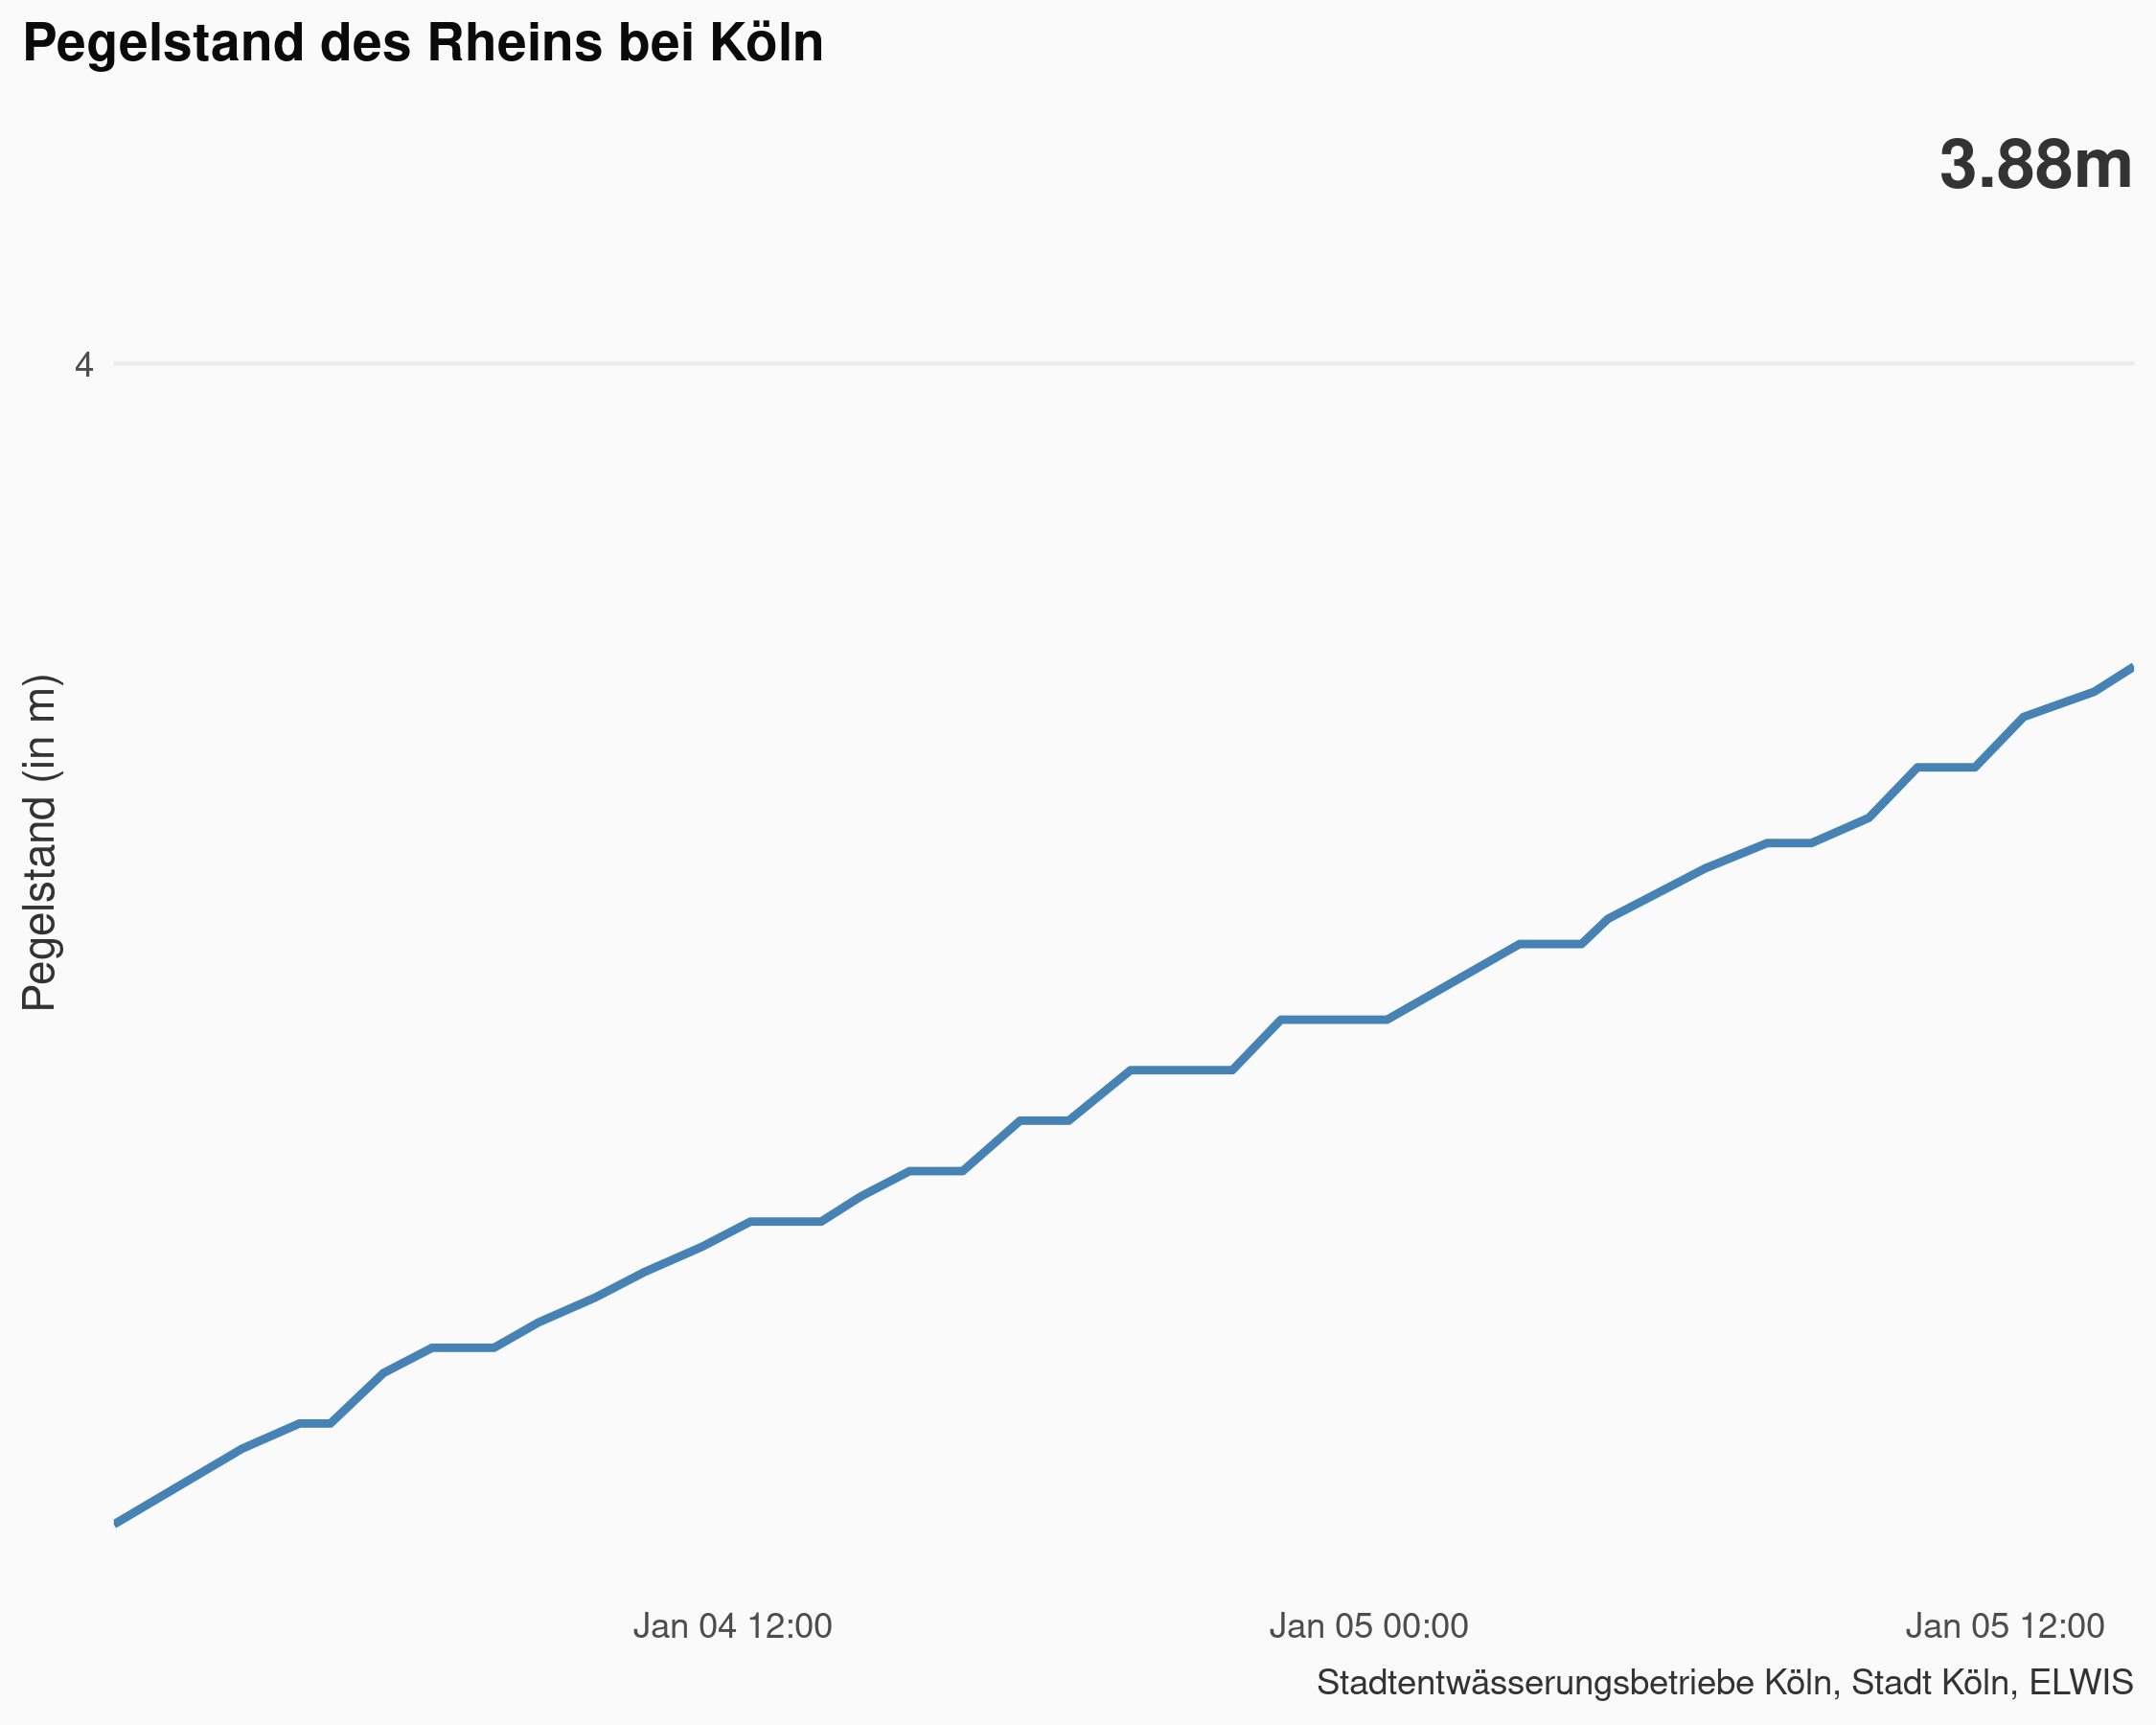 Pegelstand des Rheins bei Köln
3.88m
4
Pegelstand (in m)
Jan 04 12:00
Jan 05 00:00
Jan 05 12:00
Stadtentwässerungsbetriebe Köln, Stadt Köln, ELWIS